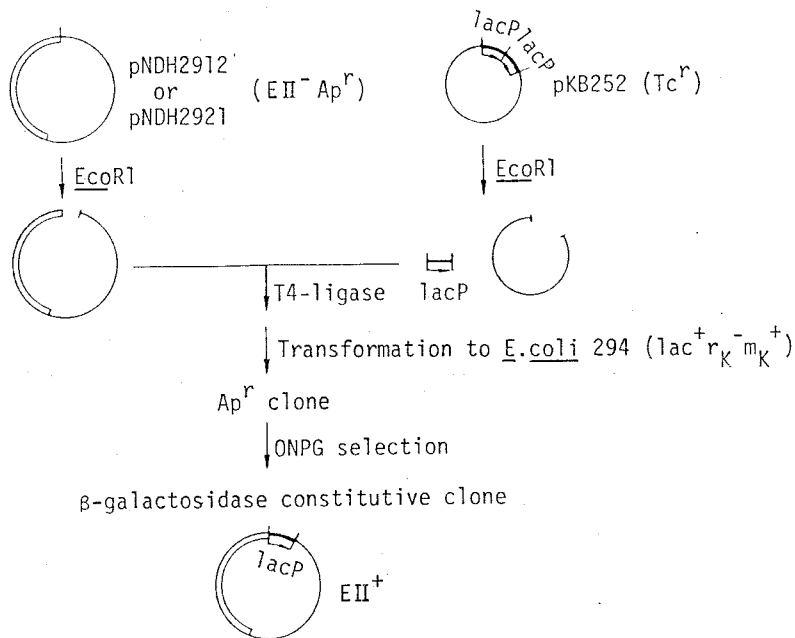 lacP lacP
pNDH2912
or
pNDH2921
(EII⁻ Apʳ)
pKB252 (Tcʳ)
EcoR1
EcoR1
T4-ligase
lacP
Transformation to E.coli 294 (lac⁺rK⁻mK⁺)
Apʳ clone
ONPG selection
β-galactosidase constitutive clone
lacP
EII⁺